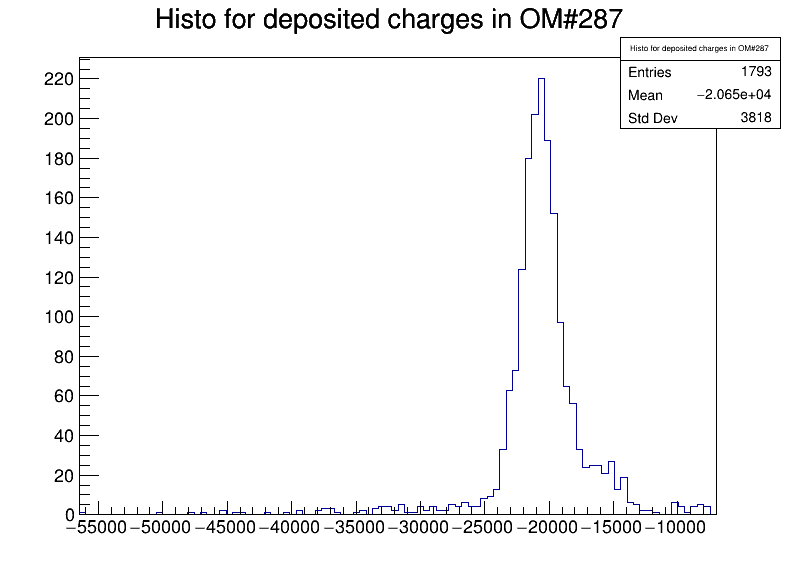 Histo for deposited charges in OM#287
Histo for deposited charges in OM#287
Entries 1793
Mean −2.065e+04
Std Dev 3818
220
200
180
160
140
120
100
80
60
40
20
0
−55000 −50000 −45000 −40000 −35000 −30000 −25000 −20000 −15000 −10000